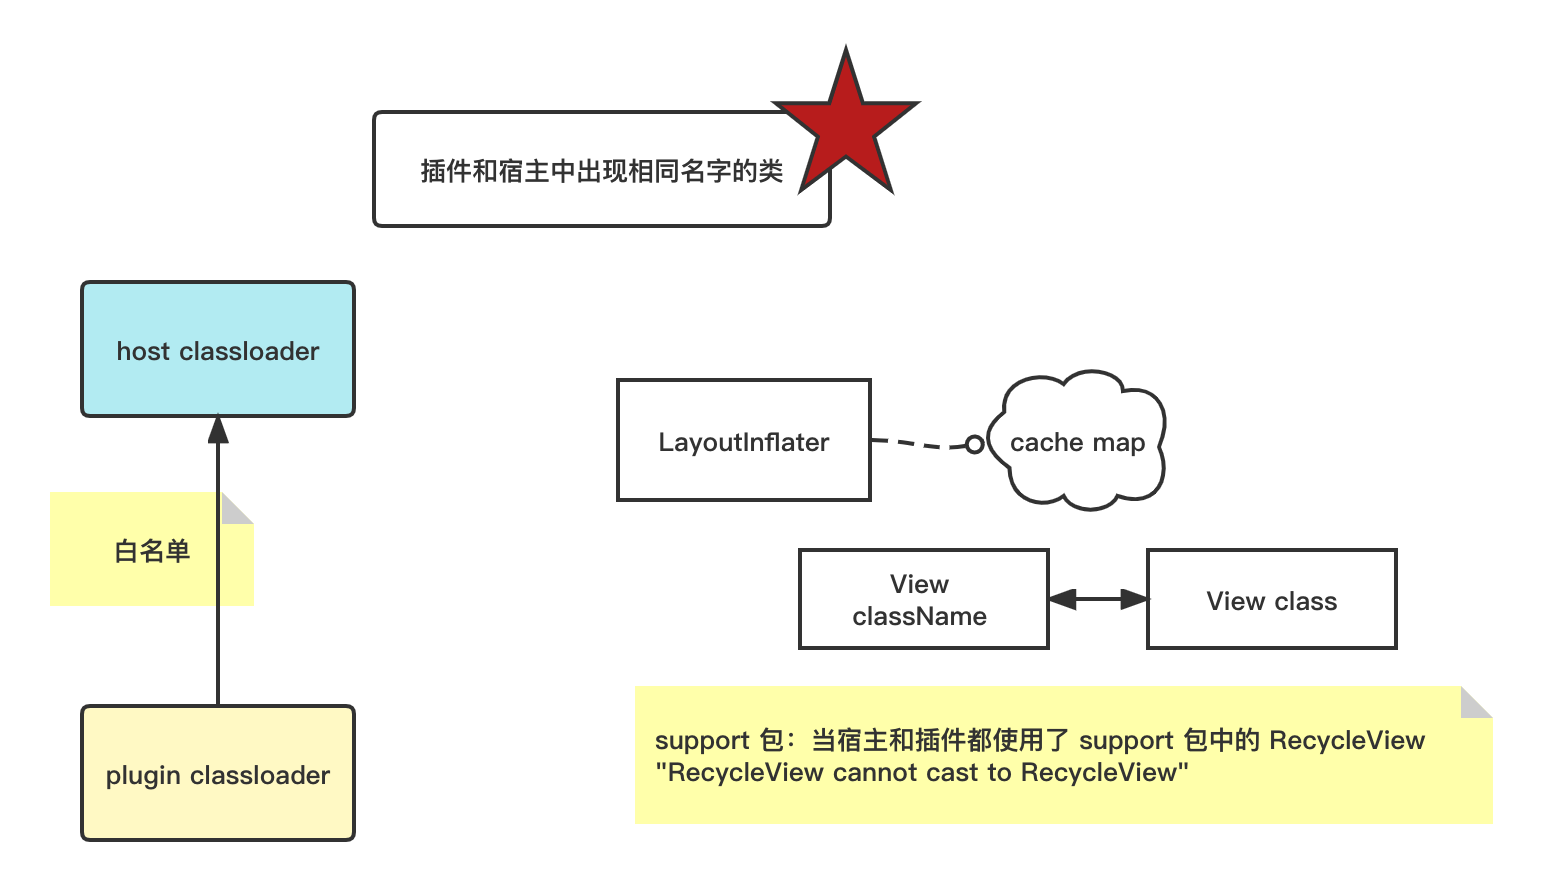 插件和宿主中出现相同名字的类
host classloader
LayoutInflater
cache map
白名单
View
className
View class
support 包：当宿主和插件都使用了 support 包中的 RecycleView
"RecycleView cannot cast to RecycleView"
plugin classloader